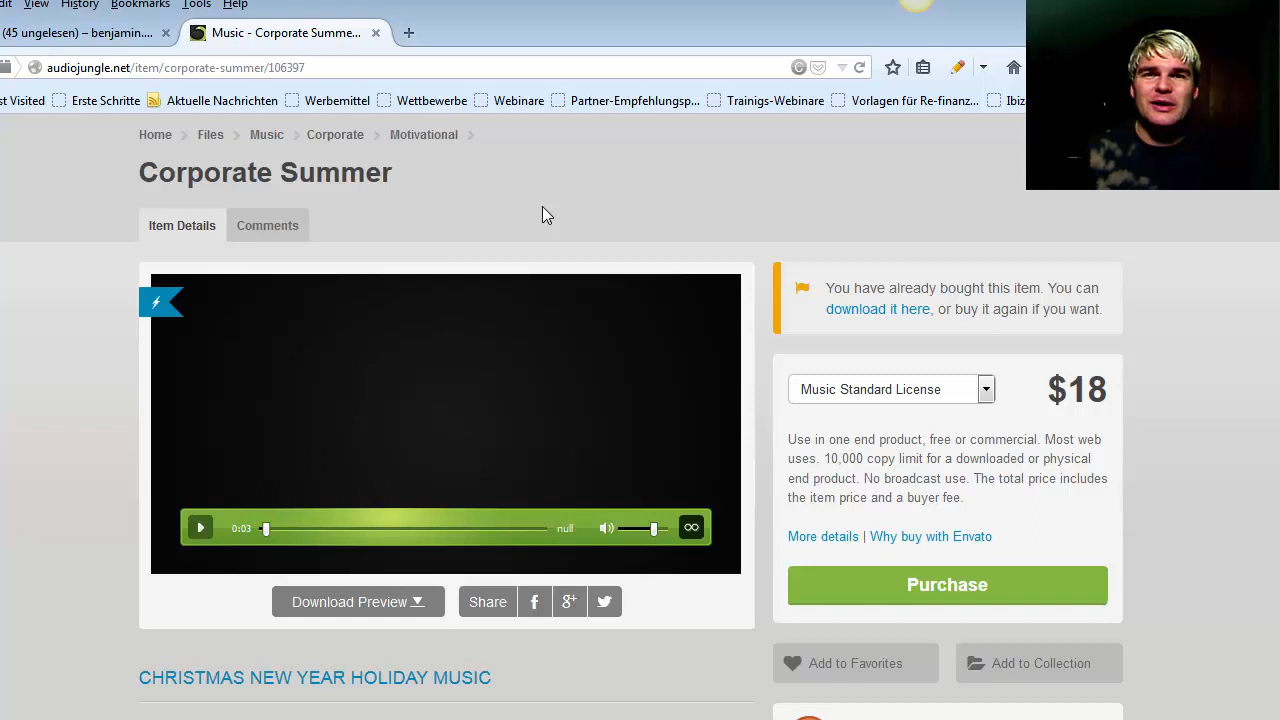 dit View History Bookmarks Tools Help
(45 ungelesen) – benjamin.... × Music - Corporate Summe... × +
audiojungle.net/item/corporate-summer/106397
st Visited Erste Schritte Aktuelle Nachrichten Werbemittel Wettbewerbe Webinare Partner-Empfehlungsp... Trainigs-Webinare Vorlagen für Re-finanz... Ibiz
Home Files Music Corporate Motivational
Corporate Summer
Item Details Comments
You have already bought this item. You can
download it here, or buy it again if you want.
Music Standard License $18
Use in one end product, free or commercial. Most web
uses. 10,000 copy limit for a downloaded or physical
end product. No broadcast use. The total price includes
the item price and a buyer fee.
More details | Why buy with Envato
Purchase
0:03 null
Download Preview Share f g+
Add to Favorites Add to Collection
CHRISTMAS NEW YEAR HOLIDAY MUSIC